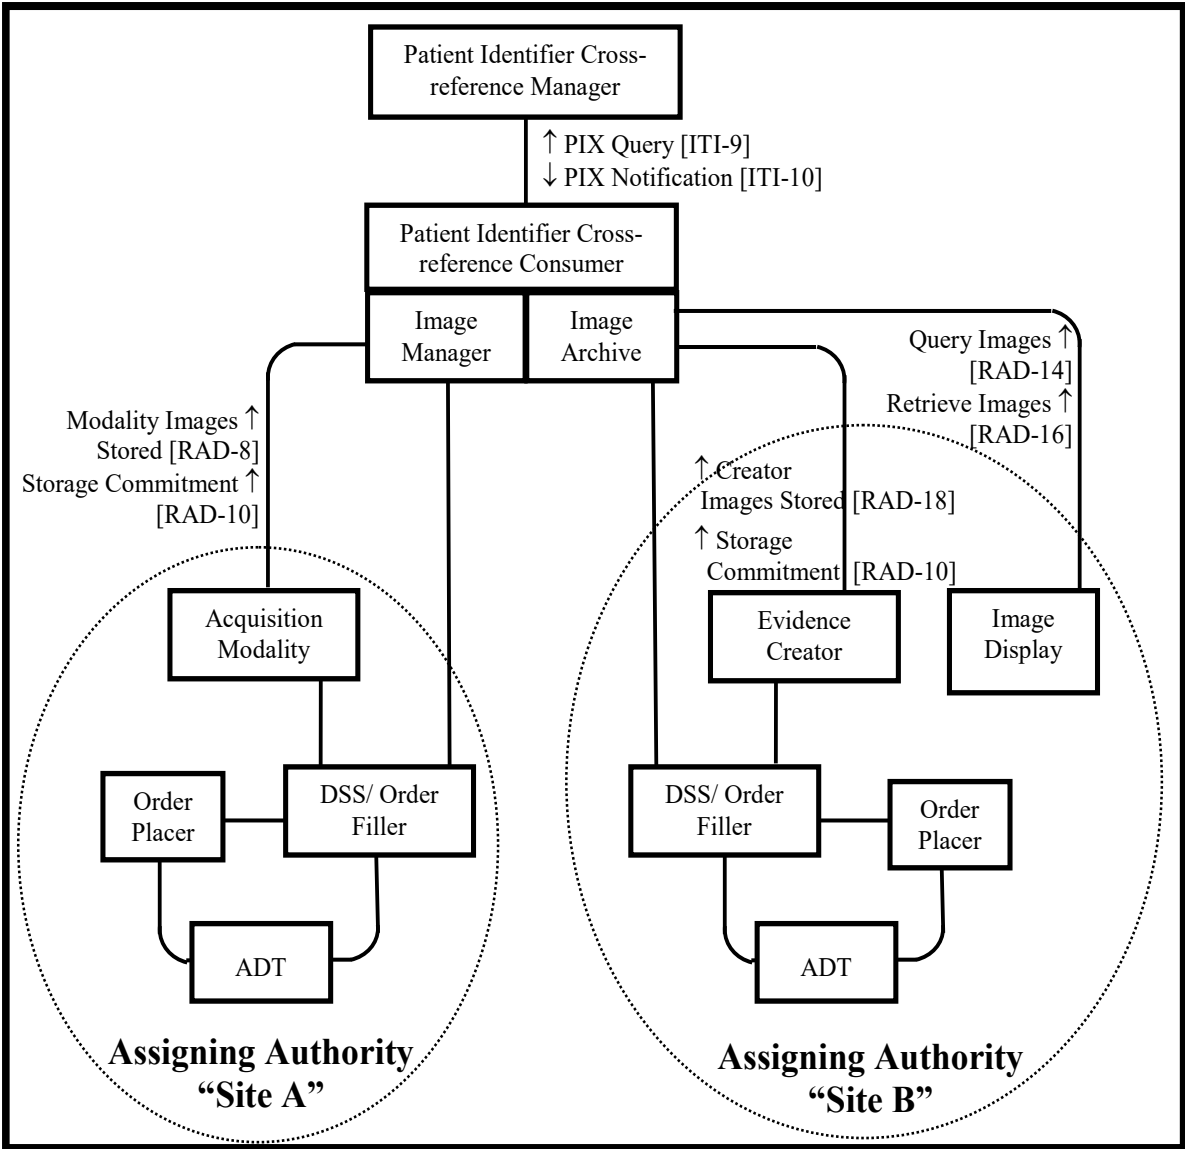 Patient Identifier Cross-
reference Manager
↑ PIX Query [ITI-9]
↓ PIX Notification [ITI-10]
Patient Identifier Cross-
reference Consumer
Image
Manager
Image
Archive
Query Images ↑
[RAD-14]
Retrieve Images ↑
[RAD-16]
Modality Images ↑
Stored [RAD-8]
Storage Commitment ↑
[RAD-10]
↑ Creator
Images Stored [RAD-18]
↑ Storage
Commitment [RAD-10]
Acquisition
Modality
Evidence
Creator
Image
Display
Order
Placer
DSS/ Order
Filler
DSS/ Order
Filler
Order
Placer
ADT
ADT
Assigning Authority
“Site A”
Assigning Authority
“Site B”